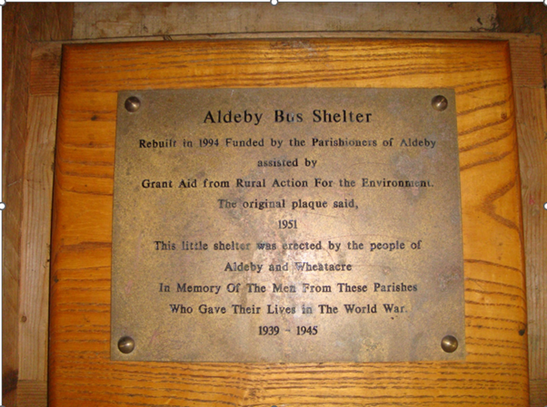 Aldeby Bus Shelter
Rebuilt in 1994 Funded by the Parishioners of Aldeby
assisted by
Grant Aid from Rural Action For the Environment.
The original plaque said,
1951
This little shelter was erected by the people of
Aldeby and Wheatacre
In Memory Of The Men From These Parishes
Who Gave Their Lives in The World War.
1939 - 1945